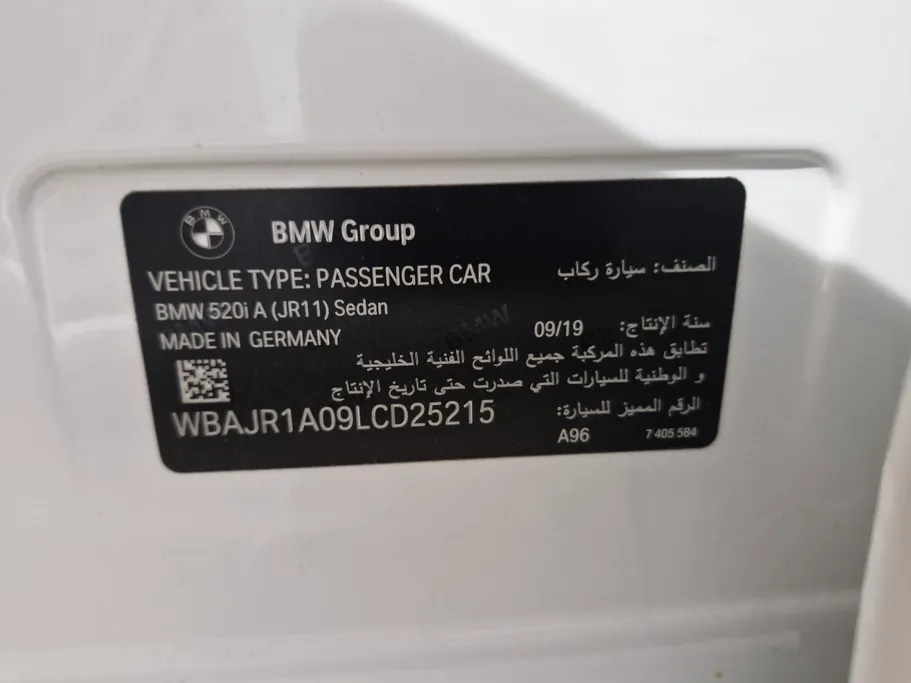 BMW
BMW Group
VEHICLE TYPE: PASSENGER CAR الصنف: سيارة ركاب
BMW 520i A (JR11) Sedan
MADE IN GERMANY 09/19 سنة الإنتاج:
تطابق هذه المركبة جميع اللوائح الفنية الخليجية
و الوطنية للسيارات التي صدرت حتى تاريخ الإنتاج
WBAJR1A09LCD25215 الرقم المميز للسيارة:
A96 7 405 584